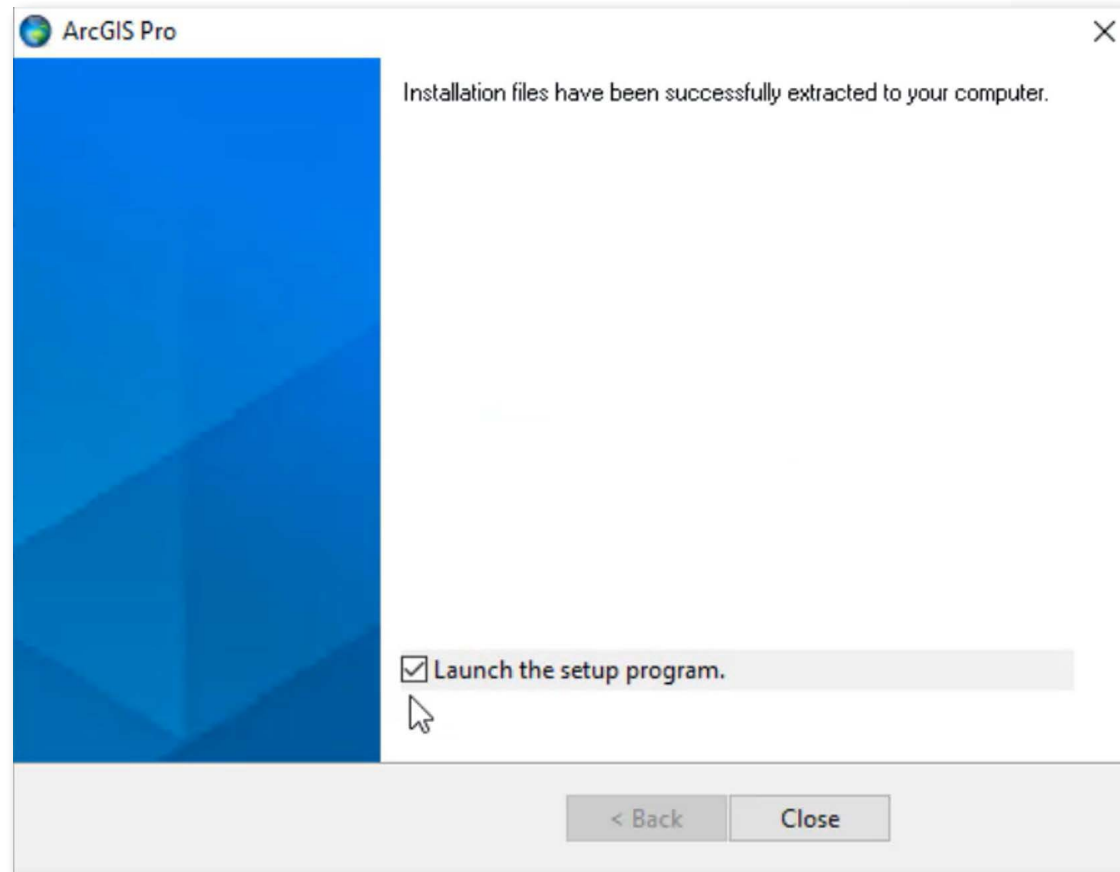 ArcGIS Pro
Installation files have been successfully extracted to your computer.
Launch the setup program.
< Back
Close